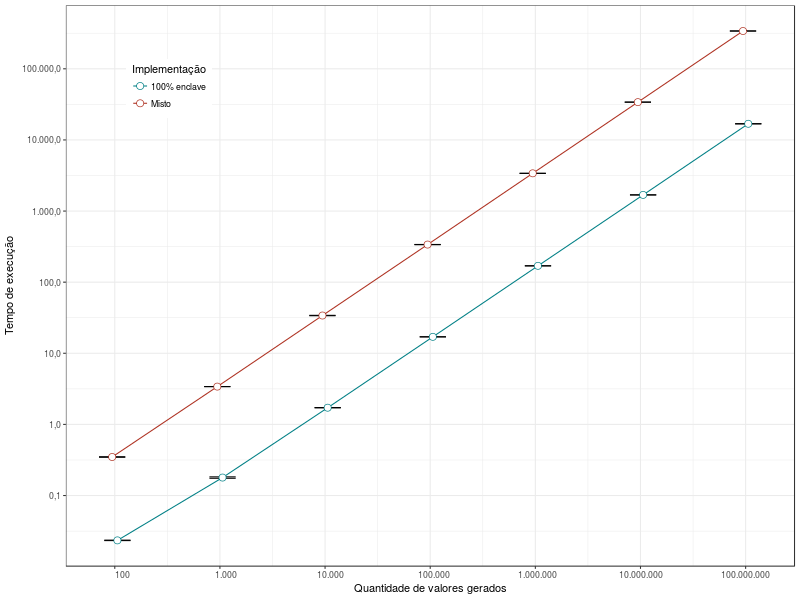 Implementação
100% enclave
Misto
100.000,0
10.000,0
1.000,0
100,0
10,0
1,0
0,1
Tempo de execução
100
1.000
10.000
100.000
1.000.000
10.000.000
100.000.000
Quantidade de valores gerados